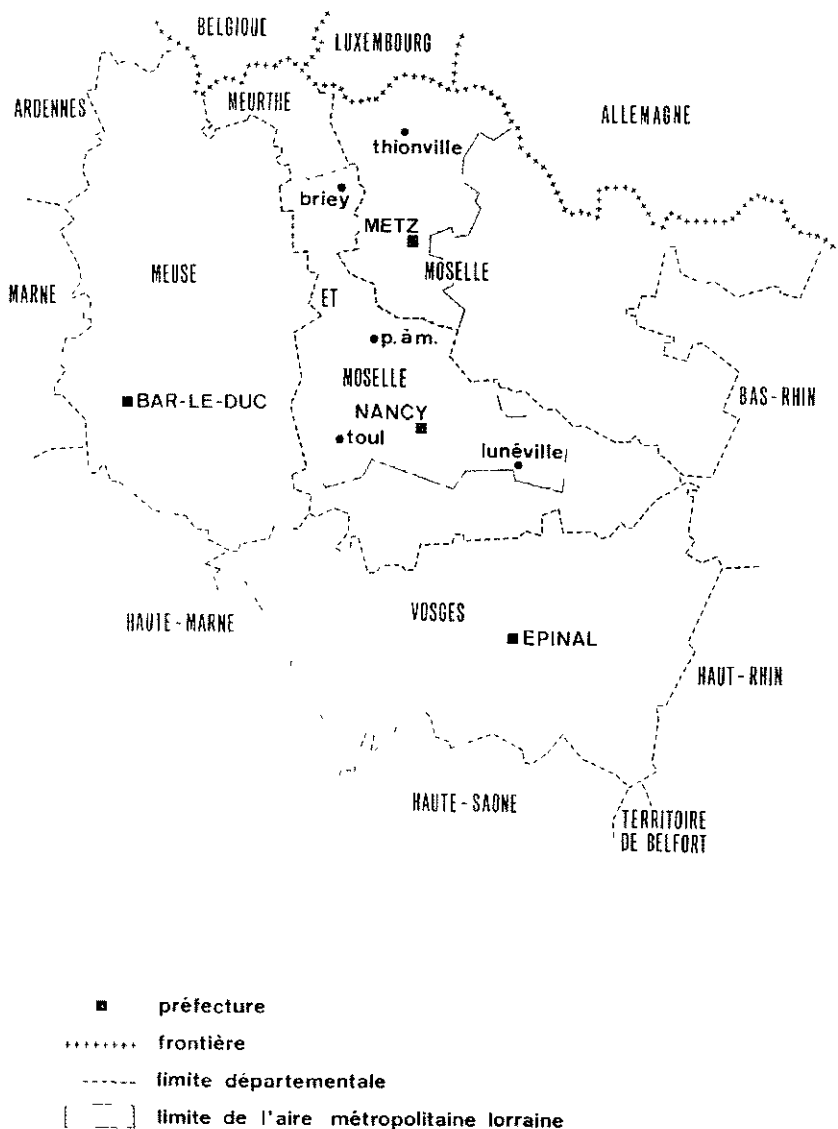 BELGIQUE
LUXEMBOURG
ARDENNES
MEURTHE
ALLEMAGNE
thionville
briey
METZ
MARNE
MEUSE
ET
MOSELLE
p.àm.
MOSELLE
BAR-LE-DUC
NANCY
BAS-RHIN
toul
lunéville
HAUTE-MARNE
VOSGES
EPINAL
HAUT-RHIN
HAUTE-SAONE
TERRITOIRE
DE BELFORT
préfecture
frontière
limite départementale
limite de l'aire métropolitaine lorraine